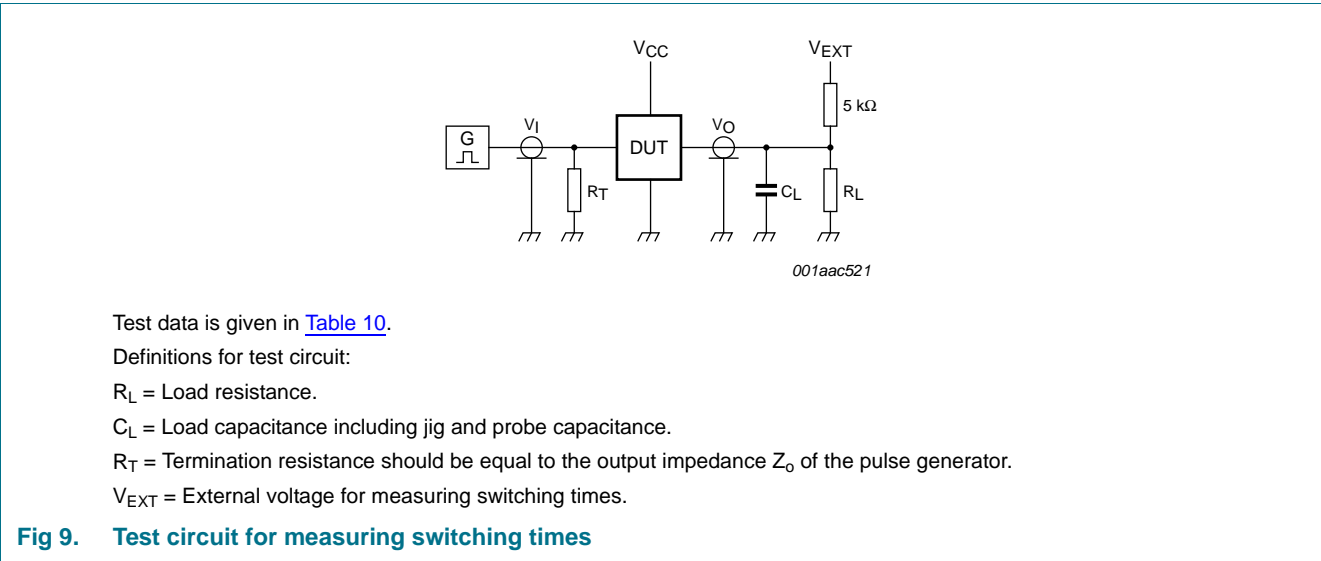 VCC VEXT
5 kΩ
G VI DUT VO
RT CL RL
001aac521
Test data is given in Table 10.
Definitions for test circuit:
RL = Load resistance.
CL = Load capacitance including jig and probe capacitance.
RT = Termination resistance should be equal to the output impedance Zo of the pulse generator.
VEXT = External voltage for measuring switching times.
Fig 9. Test circuit for measuring switching times